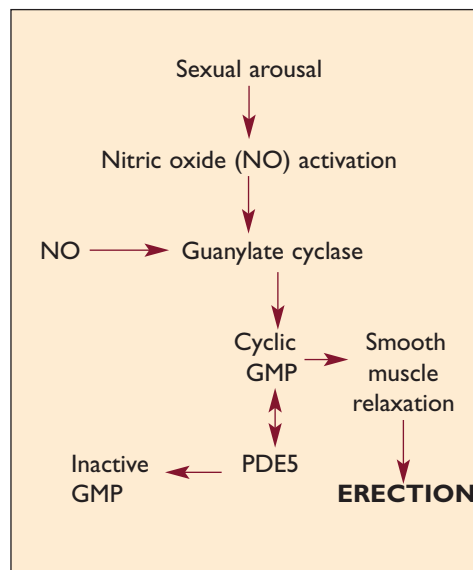 Sexual arousal
Nitric oxide (NO) activation
NO
Guanylate cyclase
Cyclic
GMP
Smooth
muscle
relaxation
Inactive
GMP
PDE5
ERECTION